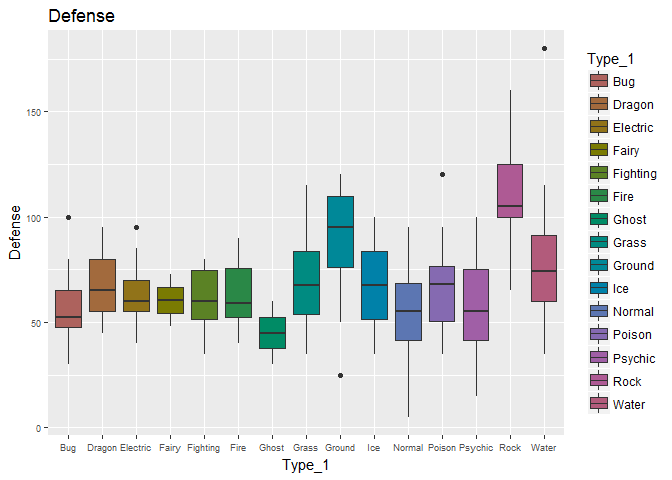 Defense
Defense
150
100
50
0
Bug Dragon Electric Fairy Fighting Fire Ghost Grass Ground Ice Normal Poison Psychic Rock Water
Type_1
Type_1
Bug
Dragon
Electric
Fairy
Fighting
Fire
Ghost
Grass
Ground
Ice
Normal
Poison
Psychic
Rock
Water